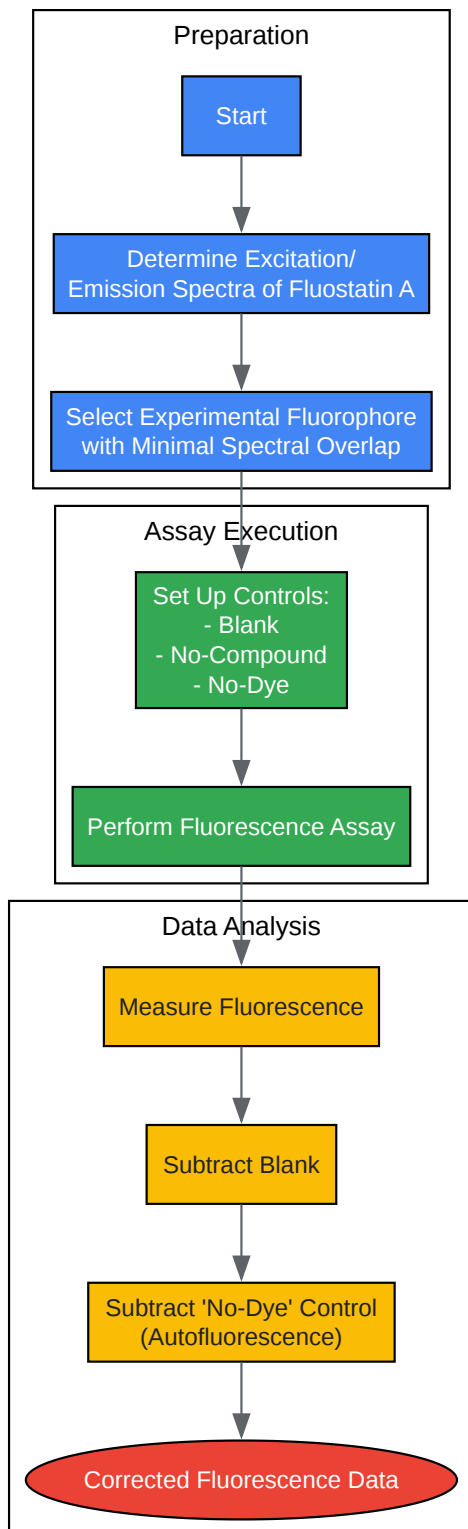 Preparation
Start
Determine Excitation/
Emission Spectra of Fluostatin A
Select Experimental Fluorophore
with Minimal Spectral Overlap
Assay Execution
Set Up Controls:
- Blank
- No-Compound
- No-Dye
Perform Fluorescence Assay
Data Analysis
Measure Fluorescence
Subtract Blank
Subtract 'No-Dye' Control
(Autofluorescence)
Corrected Fluorescence Data